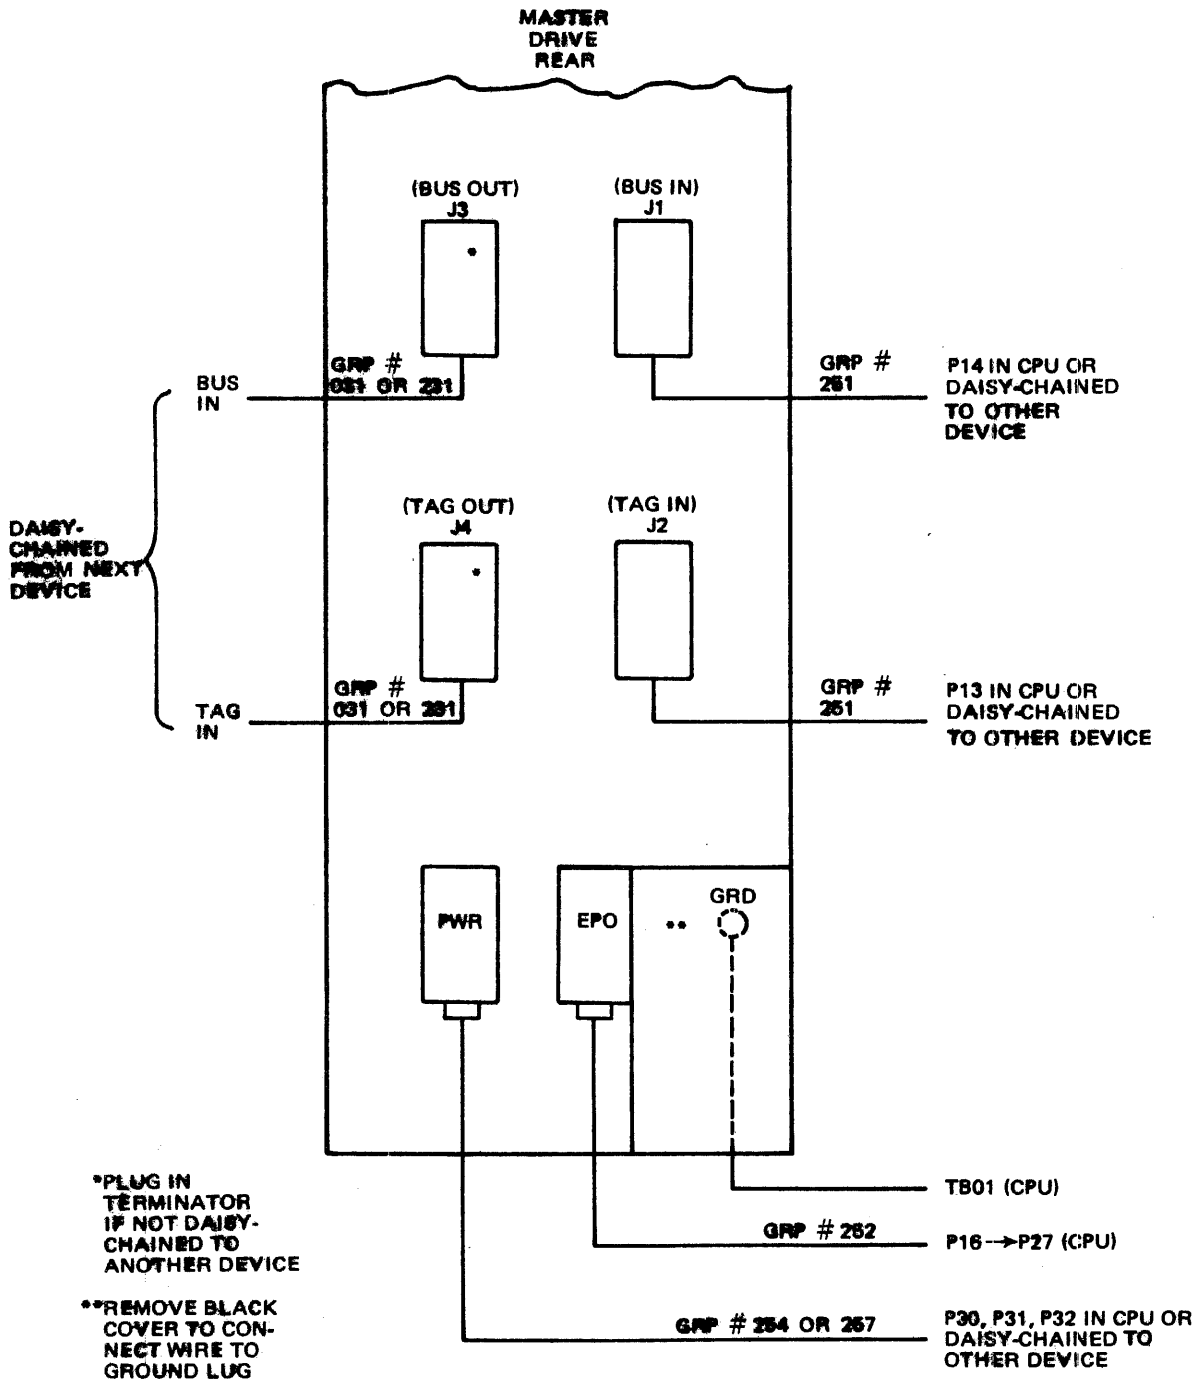 MASTER
DRIVE
REAR
(BUS OUT)
J3
*
(BUS IN)
J1
GRP #
OR
BUS
IN
GRP #
251
P14 IN CPU OR
DAISY-CHAINED
TO OTHER
DEVICE
(TAG OUT)
J4
*
(TAG IN)
J2
DAISY-
CHAINED
FROM NEXT
DEVICE
GRP #
031 OR
TAG
IN
GRP #
251
P13 IN CPU OR
DAISY-CHAINED
TO OTHER DEVICE
PWR
EPO
**
GRD
*PLUG IN
TERMINATOR
IF NOT DAISY-
CHAINED TO
ANOTHER DEVICE
**REMOVE BLACK
COVER TO CON-
NECT WIRE TO
GROUND LUG
TB01 (CPU)
GRP # 252
P16→P27 (CPU)
GRP # 254 OR 257
P30, P31, P32 IN CPU OR
DAISY-CHAINED TO
OTHER DEVICE